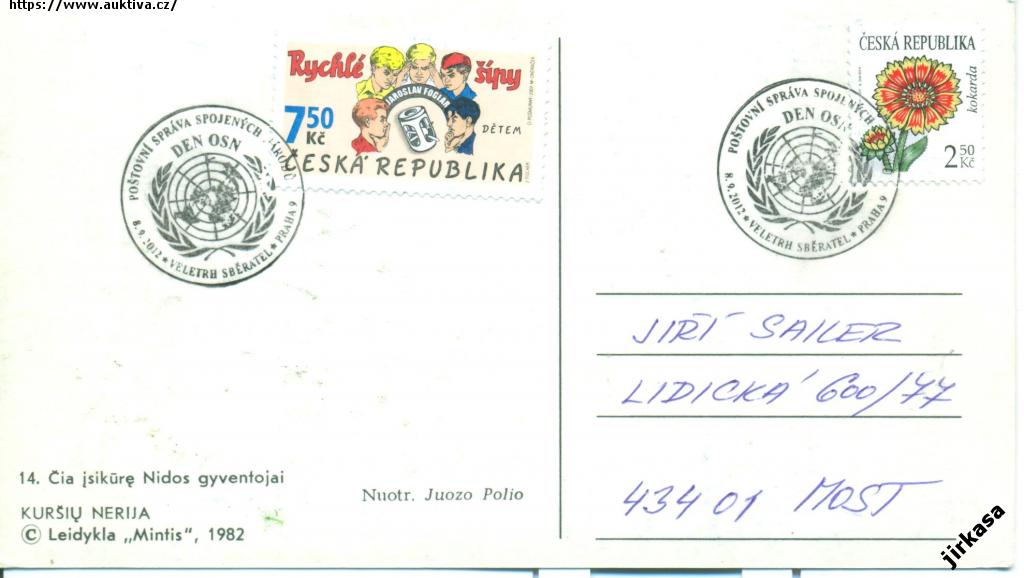 https://www.auktiva.cz/
Rychlé šípy
JAROSLAV FOGLAR
7 50
Kč
DĚTEM
ČESKÁ REPUBLIKA
POŠTOVNÍ SPRÁVA SPOJENÝCH NÁRODŮ
DEN OSN
8.9.2012 * VELETRH SBĚRATEL * PRAHA 9
ČESKÁ REPUBLIKA
kokarda
2 50
Kč
POŠTOVNÍ SPRÁVA SPOJENÝCH
DEN OSN
8.9.2012 * VELETRH SBĚRATEL * PRAHA 9
JIŘÍ SAILER
LIDICKÁ 600/77
434 01 MOST
14. Čia įsikūrę Nidos gyventojai
Nuotr. Juozo Polio
KURŠIŲ NERIJA
© Leidykla „Mintis", 1982
jirkasa